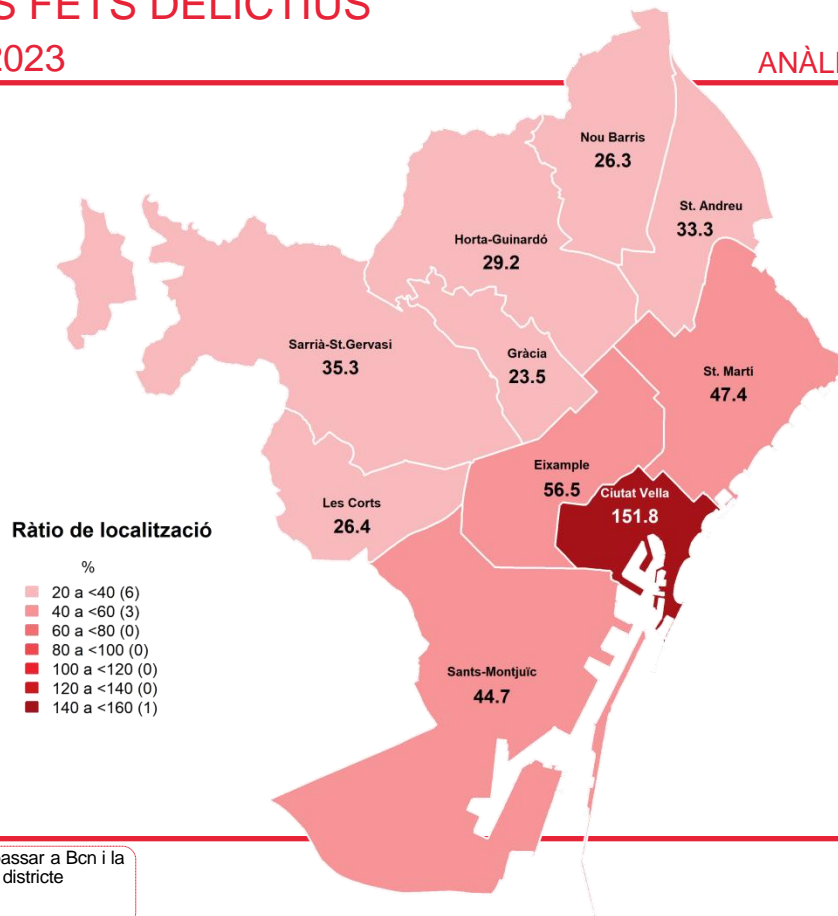 S FETS DELICTIUS
2023
ANÀLI
Nou Barris
26.3
St. Andreu
33.3
Horta-Guinardó
29.2
Sarrià-St.Gervasi
35.3
Gràcia
23.5
St. Martí
47.4
Eixample
56.5
Ciutat Vella
151.8
Les Corts
26.4
Sants-Montjuïc
44.7
Ràtio de localització
%
20 a <40 (6)
40 a <60 (3)
60 a <80 (0)
80 a <100 (0)
100 a <120 (0)
120 a <140 (0)
140 a <160 (1)
passar a Bcn i la
districte